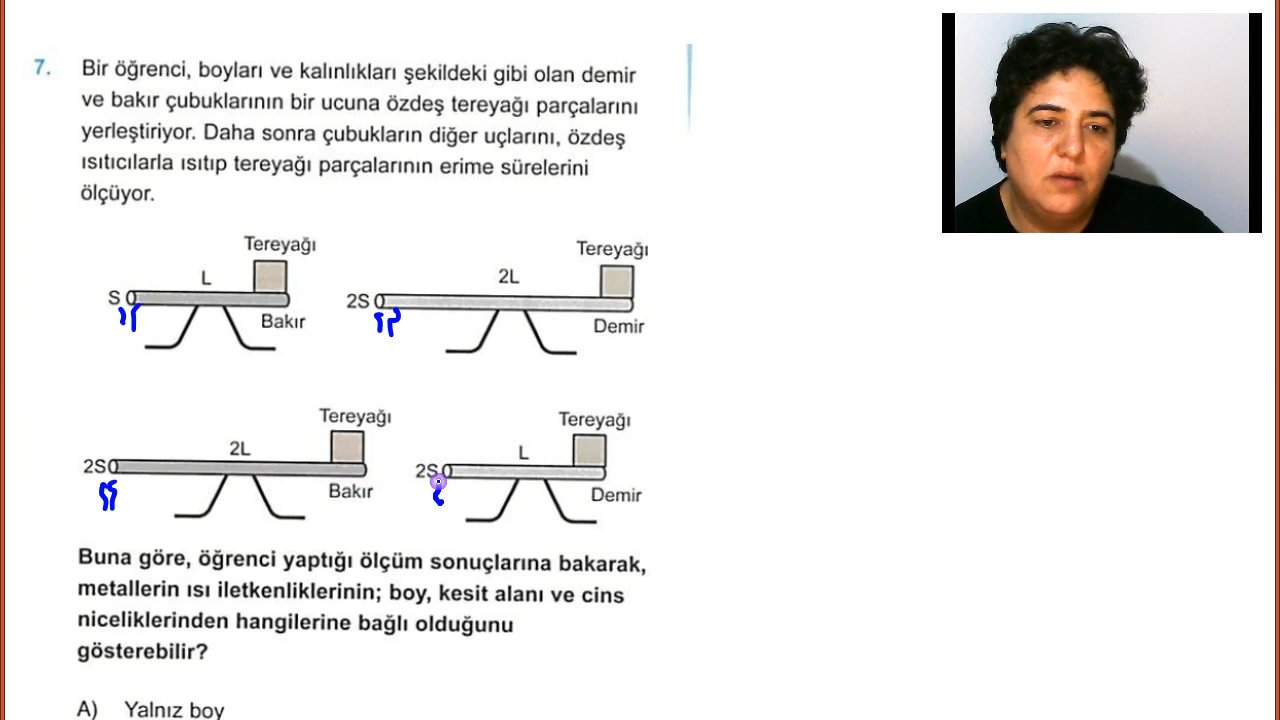 7. Bir öğrenci, boyları ve kalınlıkları şekildeki gibi olan demir
ve bakır çubuklarının bir ucuna özdeş tereyağı parçalarını
yerleştiriyor. Daha sonra çubukların diğer uçlarını, özdeş
ısıtıcılarla ısıtıp tereyağı parçalarının erime sürelerini
ölçüyor.
Tereyağı
L
S
Bakır
Tereyağı
2L
2S
Demir
Tereyağı
2L
2S
Bakır
Tereyağı
L
2S
Demir
Buna göre, öğrenci yaptığı ölçüm sonuçlarına bakarak,
metallerin ısı iletkenliklerinin; boy, kesit alanı ve cins
niceliklerinden hangilerine bağlı olduğunu
gösterebilir?
A) Yalnız boy